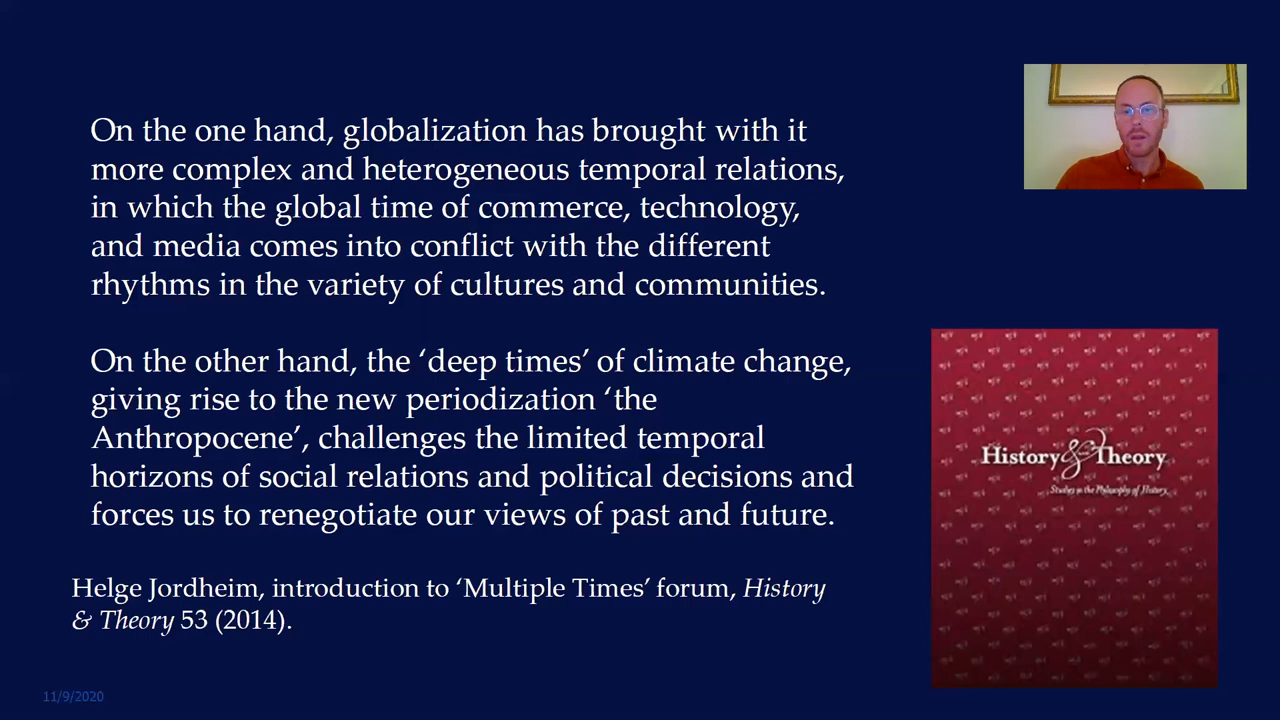 On the one hand, globalization has brought with it
more complex and heterogeneous temporal relations,
in which the global time of commerce, technology,
and media comes into conflict with the different
rhythms in the variety of cultures and communities.
On the other hand, the ‘deep times’ of climate change,
giving rise to the new periodization ‘the
Anthropocene’, challenges the limited temporal
horizons of social relations and political decisions and
forces us to renegotiate our views of past and future.
Helge Jordheim, introduction to ‘Multiple Times’ forum, History
& Theory 53 (2014).
History & Theory
Studies in the Philosophy of History
11/9/2020